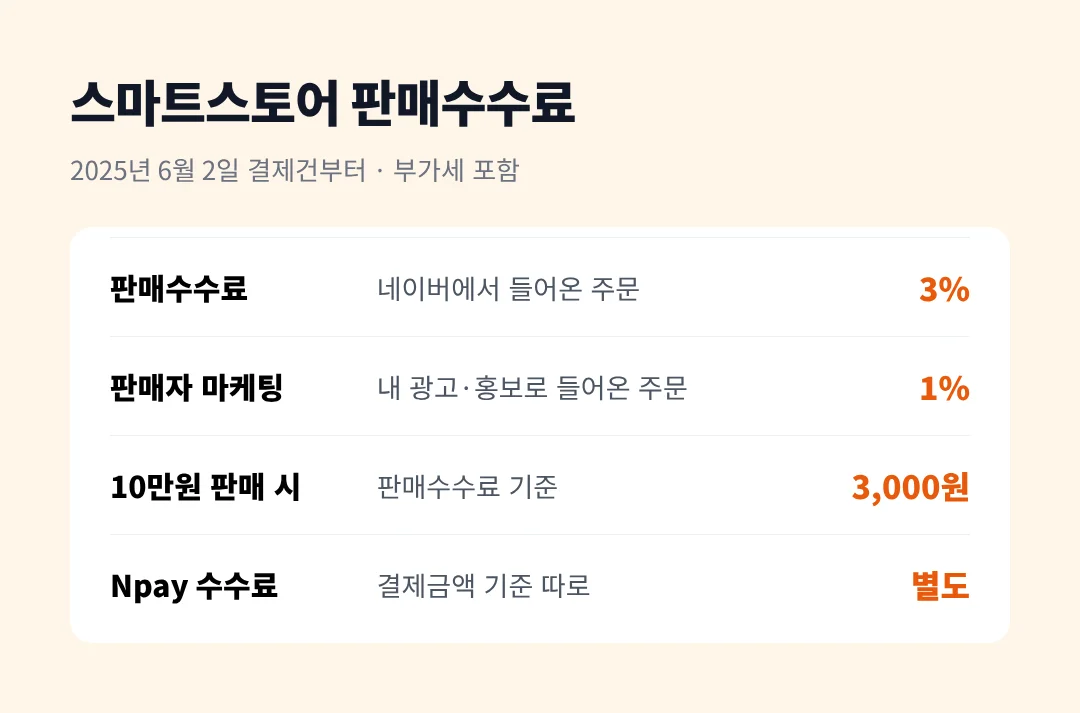 스마트스토어 판매수수료
2025년 6월 2일 결제건부터 · 부가세 포함
판매수수료 네이버에서 들어온 주문 3%
판매자 마케팅 내 광고·홍보로 들어온 주문 1%
10만원 판매 시 판매수수료 기준 3,000원
Npay 수수료 결제금액 기준 따로 별도